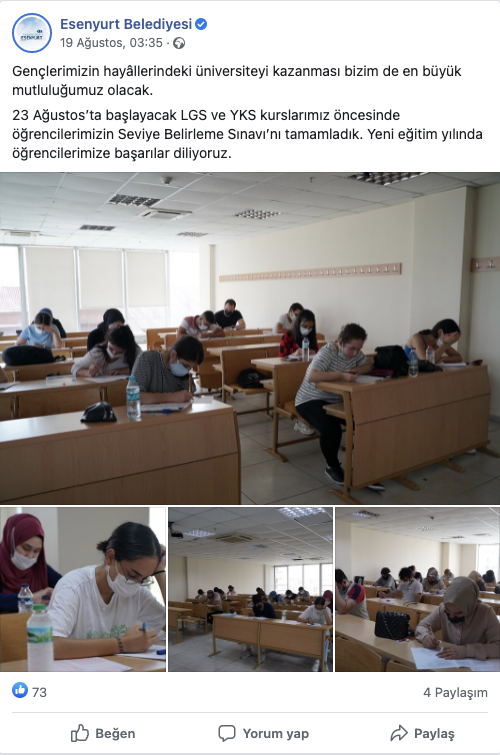 Esenyurt Belediyesi
19 Ağustos, 03:35 ·
Gençlerimizin hayâllerindeki üniversiteyi kazanması bizim de en büyük
mutluluğumuz olacak.
23 Ağustos’ta başlayacak LGS ve YKS kurslarımız öncesinde
öğrencilerimizin Seviye Belirleme Sınavı’nı tamamladık. Yeni eğitim yılında
öğrencilerimize başarılar diliyoruz.
73
4 Paylaşım
Beğen
Yorum yap
Paylaş